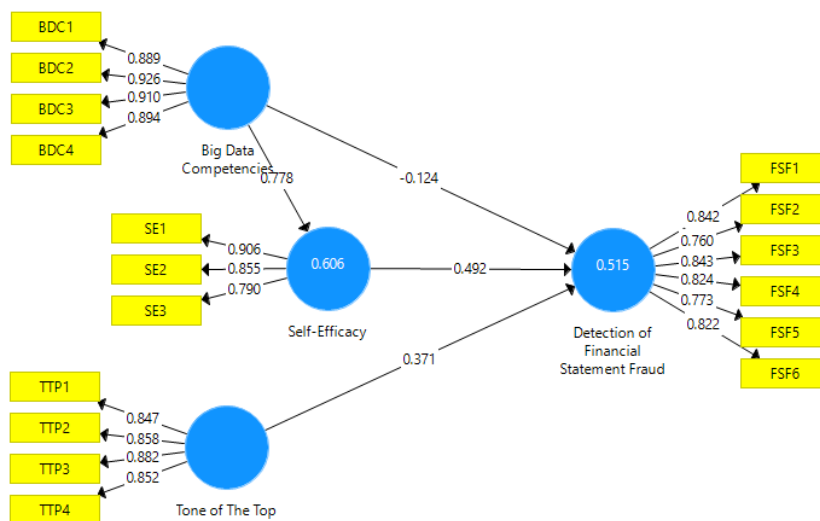 BDC1
BDC2
BDC3
BDC4
0.889
0.926
0.910
0.894
Big Data
Competencies
0.778
-0.124
SE1
SE2
SE3
0.906
0.855
0.790
0.606
Self-Efficacy
0.492
0.515
Detection of
Financial
Statement Fraud
0.842
0.760
0.843
0.824
0.773
0.822
FSF1
FSF2
FSF3
FSF4
FSF5
FSF6
0.371
TTP1
TTP2
TTP3
TTP4
0.847
0.858
0.882
0.852
Tone of The Top